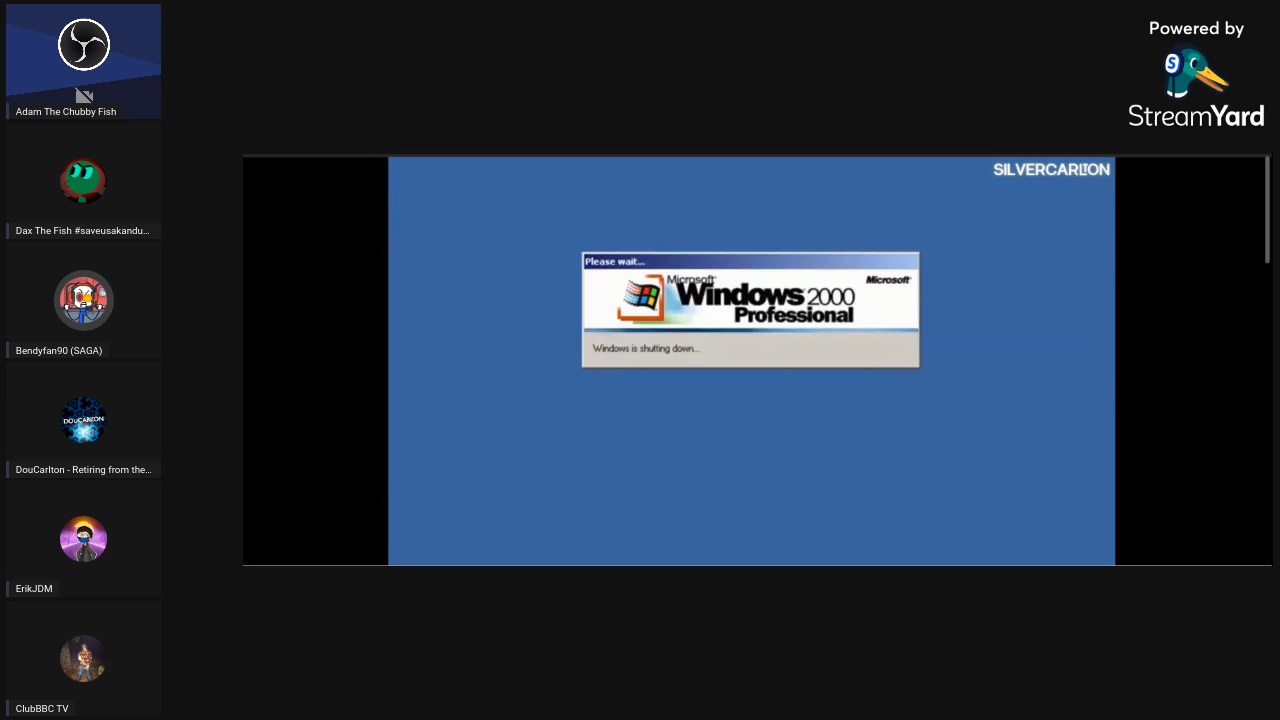 Powered by
StreamYard
Adam The Chubby Fish
Dax The Fish #saveusakandu...
Bendyfan90 (SAGA)
DOUCARLTON
DouCarlton - Retiring from the...
ErikJDM
ClubBBC TV
SILVERCARLTON
Please wait...
Microsoft
Microsoft
Windows 2000
Professional
Windows is shutting down...